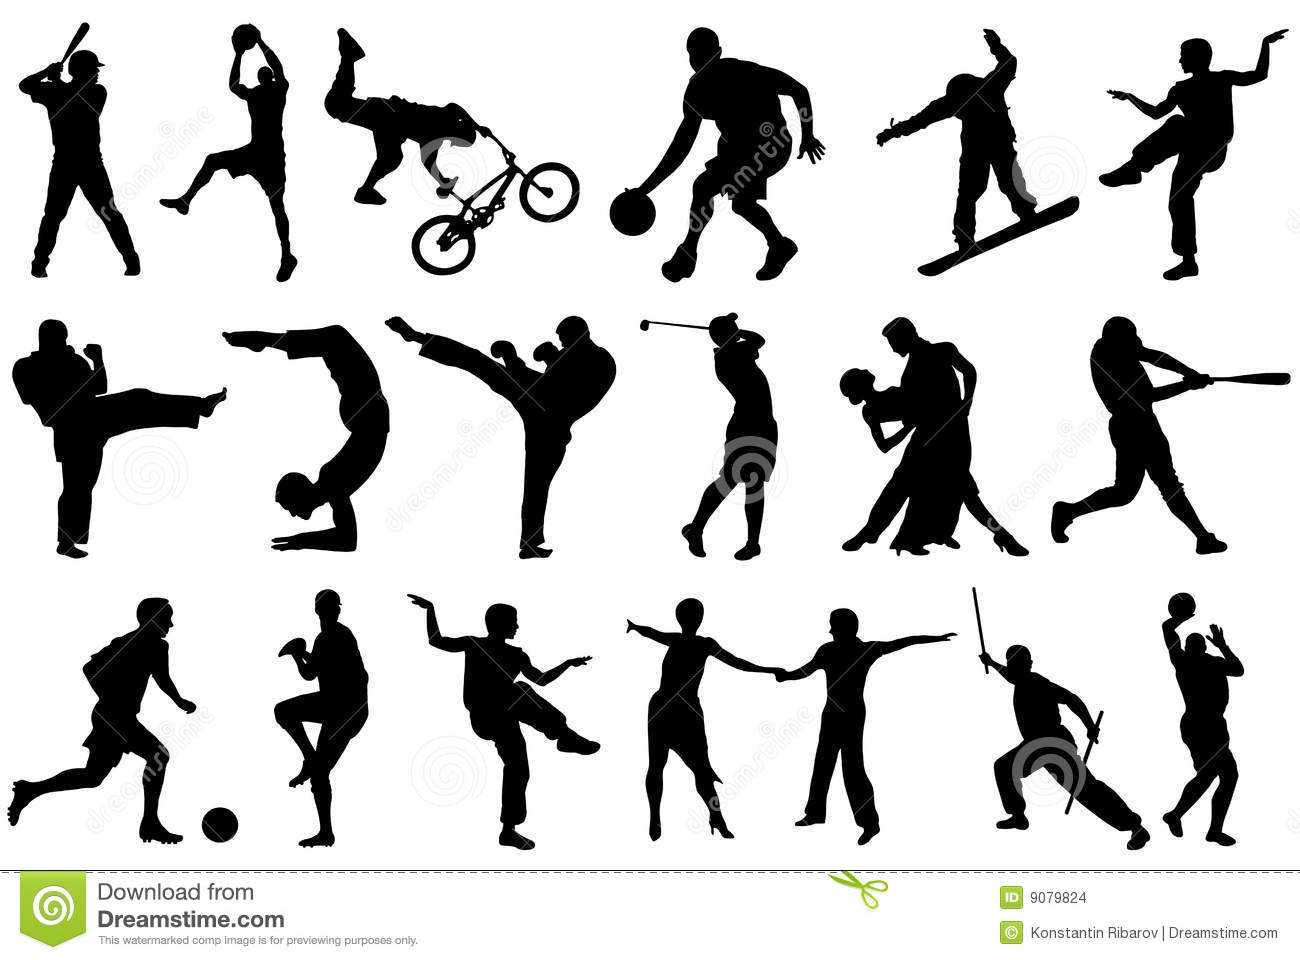 Download from
Dreamstime.com
This watermarked comp image is for previewing purposes only.
ID 9079824
© Konstantin Ribarov | Dreamstime.com